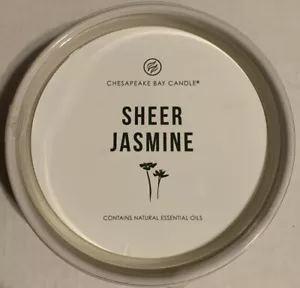 CHESAPEAKE BAY CANDLE®
SHEER
JASMINE
CONTAINS NATURAL ESSENTIAL OILS